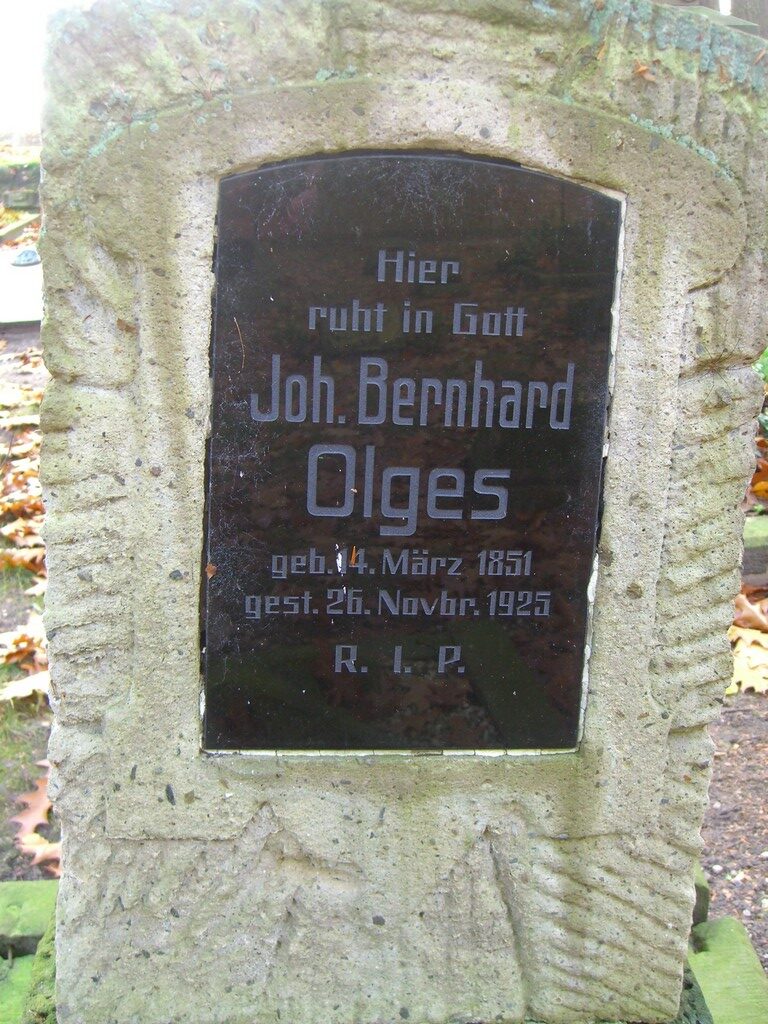 Hier
ruht in Gott
Joh. Bernhard
Olges
geb. 14. März 1851
gest. 26. Novbr. 1925
R. I. P.